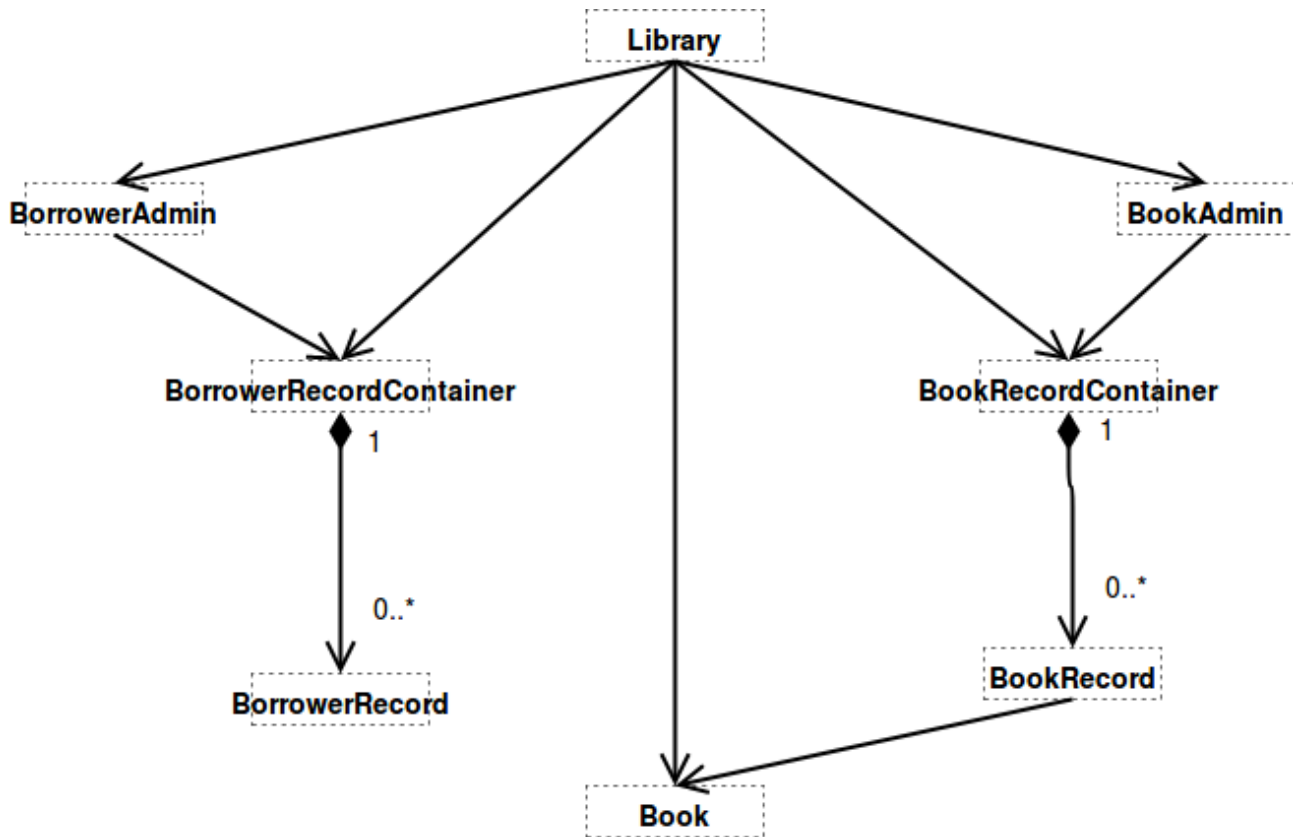 Library
BorrowerAdmin
BookAdmin
BorrowerRecordContainer
BookRecordContainer
1
1
0..*
0..*
BorrowerRecord
BookRecord
Book